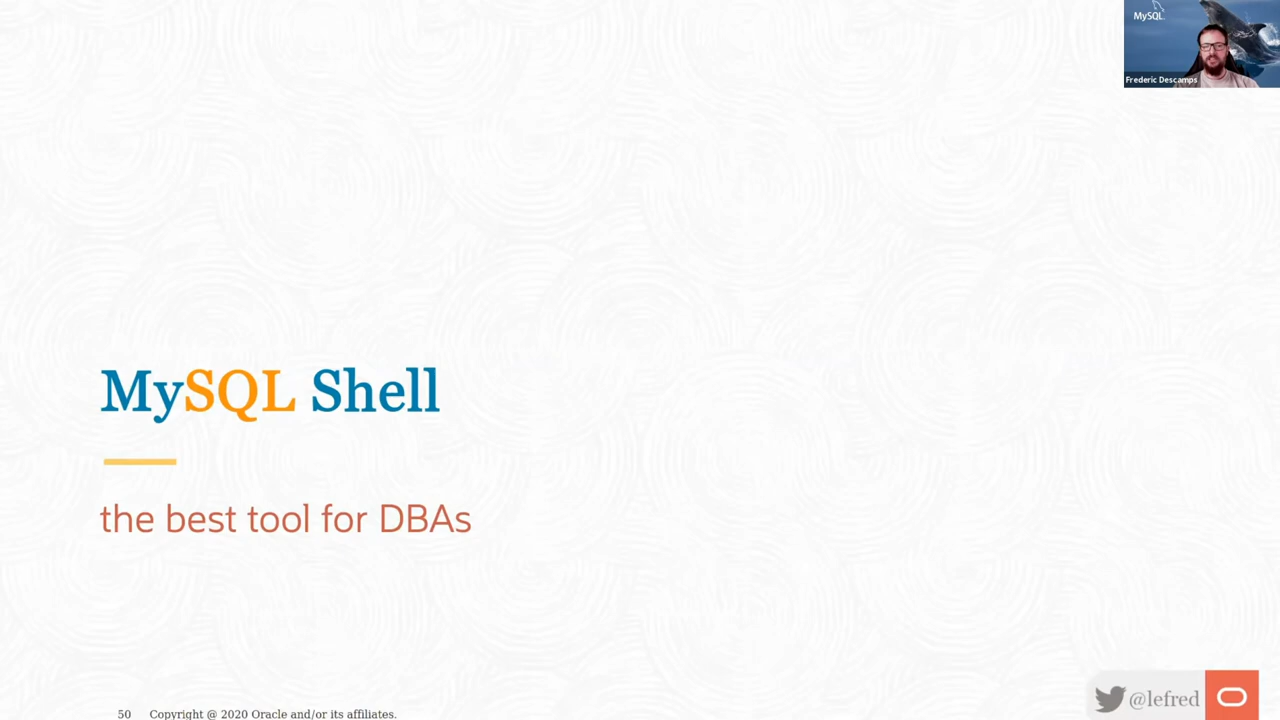 MySQL
Frederic Descamps
MySQL Shell
the best tool for DBAs
@lefred
50 Copyright @ 2020 Oracle and/or its affiliates.